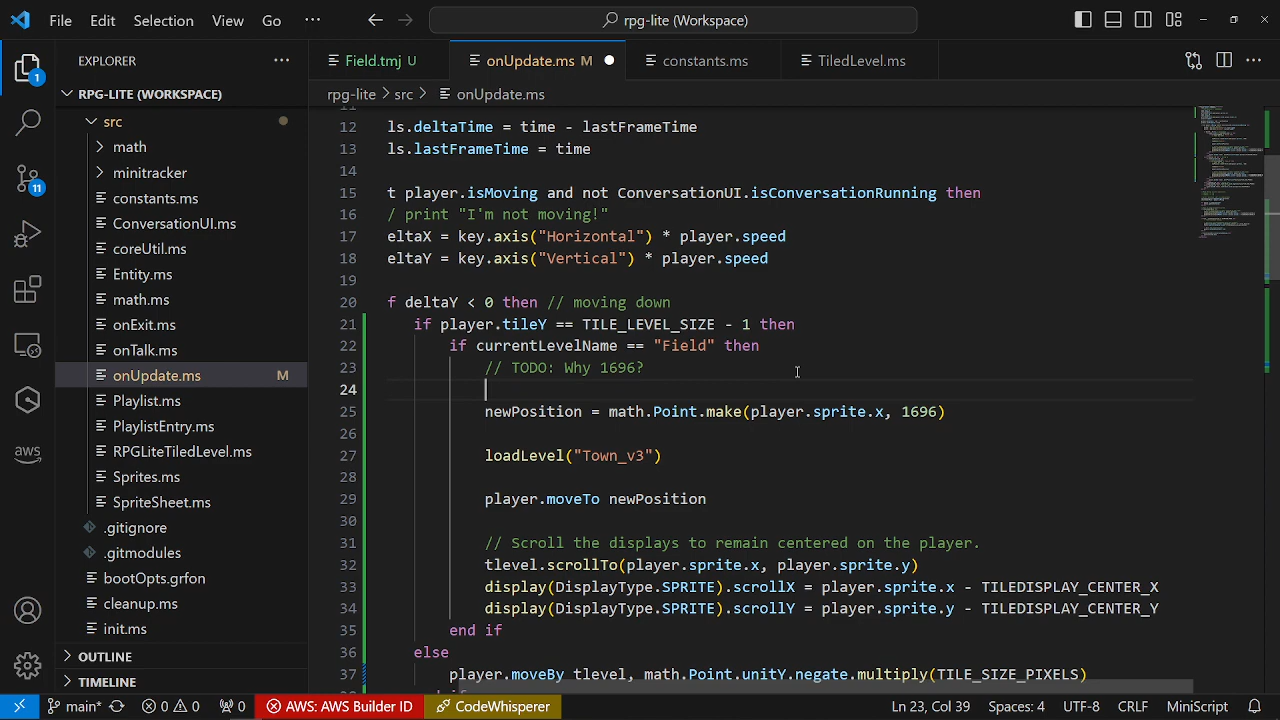 File Edit Selection View Go ··· rpg-lite (Workspace)
EXPLORER ···
Field.tmj U onUpdate.ms M constants.ms TiledLevel.ms ···
RPG-LITE (WORKSPACE)
rpg-lite > src > onUpdate.ms
1
11
src
math
minitracker
constants.ms
ConversationUI.ms
coreUtil.ms
Entity.ms
math.ms
onExit.ms
onTalk.ms
onUpdate.ms M
Playlist.ms
PlaylistEntry.ms
RPGLiteTiledLevel.ms
Sprites.ms
SpriteSheet.ms
.gitignore
.gitmodules
bootOpts.grfon
cleanup.ms
init.ms
OUTLINE
TIMELINE
aws
11
12 ls.deltaTime = time - lastFrameTime
13 ls.lastFrameTime = time
14
15 t player.isMoving and not ConversationUI.isConversationRunning then
16 / print "I'm not moving!"
17 eltax = key.axis("Horizontal") * player.speed
18 eltaY = key.axis("Vertical") * player.speed
19
20 f deltaY < 0 then // moving down
21 if player.tileY == TILE_LEVEL_SIZE - 1 then
22 if currentLevelName == "Field" then
23 // TODO: Why 1696?
24
25 newPosition = math.Point.make(player.sprite.x, 1696)
26
27 loadLevel("Town_v3")
28
29 player.moveTo newPosition
30
31 // Scroll the displays to remain centered on the player.
32 tlevel.scrollTo(player.sprite.x, player.sprite.y)
33 display(DisplayType.SPRITE).scrollX = player.sprite.x - TILEDISPLAY_CENTER_X
34 display(DisplayType.SPRITE).scrollY = player.sprite.y - TILEDISPLAY_CENTER_Y
35 end if
36 else
37 player.moveBy tlevel, math.Point.unitY.negate.multiply(TILE_SIZE_PIXELS)
main* 0 0 0 AWS: AWS Builder ID CodeWhisperer Ln 23, Col 39 Spaces: 4 UTF-8 CRLF MiniScript